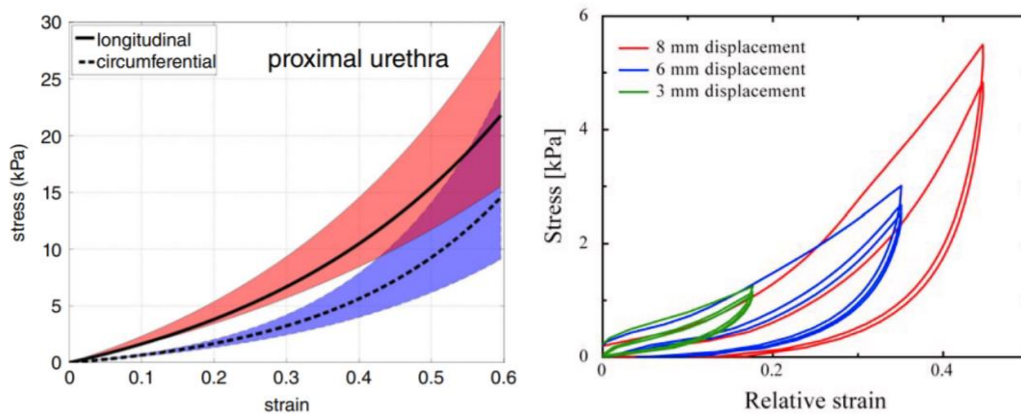 30
25
20
15
10
5
0
stress (kPa)
longitudinal
circumferential
proximal urethra
0
0.1
0.2
0.3
0.4
0.5
0.6
strain
6
4
2
0
Stress [kPa]
8 mm displacement
6 mm displacement
3 mm displacement
0
0.2
0.4
Relative strain